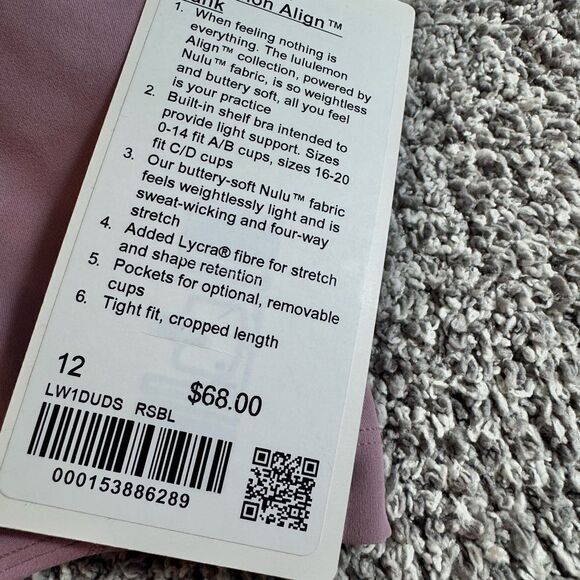 Align™
1. When feeling nothing is
everything. The lululemon
Align™ collection, powered by
Nulu™ fabric, is so weightless
and buttery soft, all you feel
is your practice
2. Built-in shelf bra intended to
provide light support. Sizes
0-14 fit A/B cups, sizes 16-20
fit C/D cups
3. Our buttery-soft Nulu™ fabric
feels weightlessly light and is
sweat-wicking and four-way
stretch
4. Added Lycra® fibre for stretch
and shape retention
5. Pockets for optional, removable
cups
6. Tight fit, cropped length
12
$68.00
LW1DUDS RSBL
000153886289